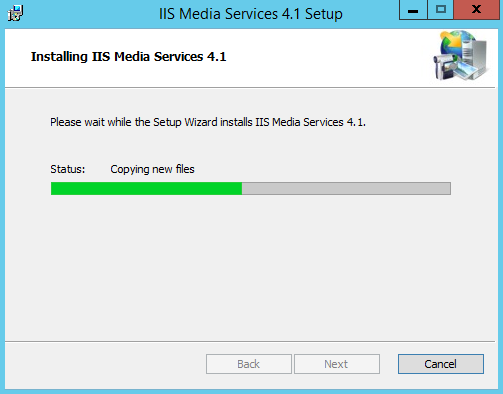 IIS Media Services 4.1 Setup
Installing IIS Media Services 4.1
Please wait while the Setup Wizard installs IIS Media Services 4.1.
Status: Copying new files
Back Next Cancel